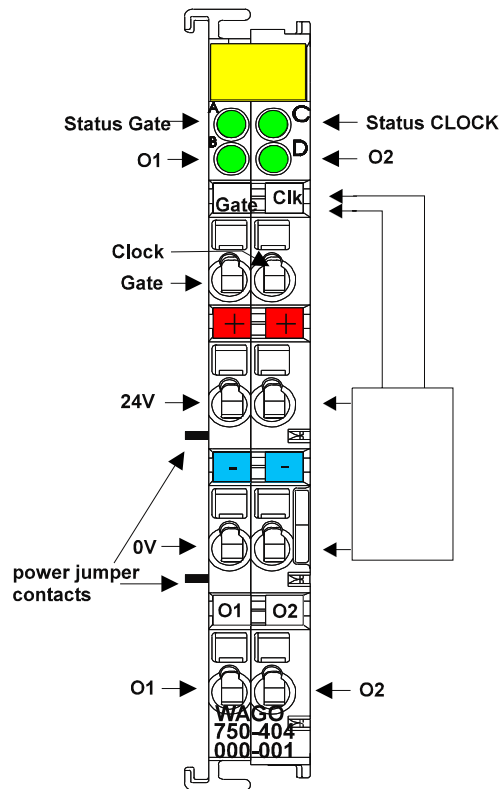 A
C
Status Gate
Status CLOCK
B
D
O1
O2
Gate
Clk
Clock
Gate
+
+
24V
-
-
0V
power jumper
contacts
O1
O2
O1
O2
WAGO
750-404
000-001